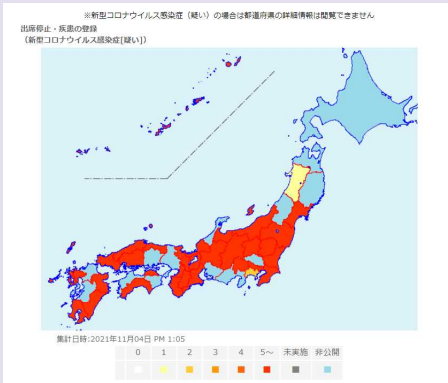 ※新型コロナウイルス感染症（疑い）の場合は都道府県の詳細情報は閲覧できません
出席停止・疾患の登録
（新型コロナウイルス感染症[疑い]）
集計日時:2021年11月04日 PM 1:05
0 1 2 3 4 5～ 未実施 非公開